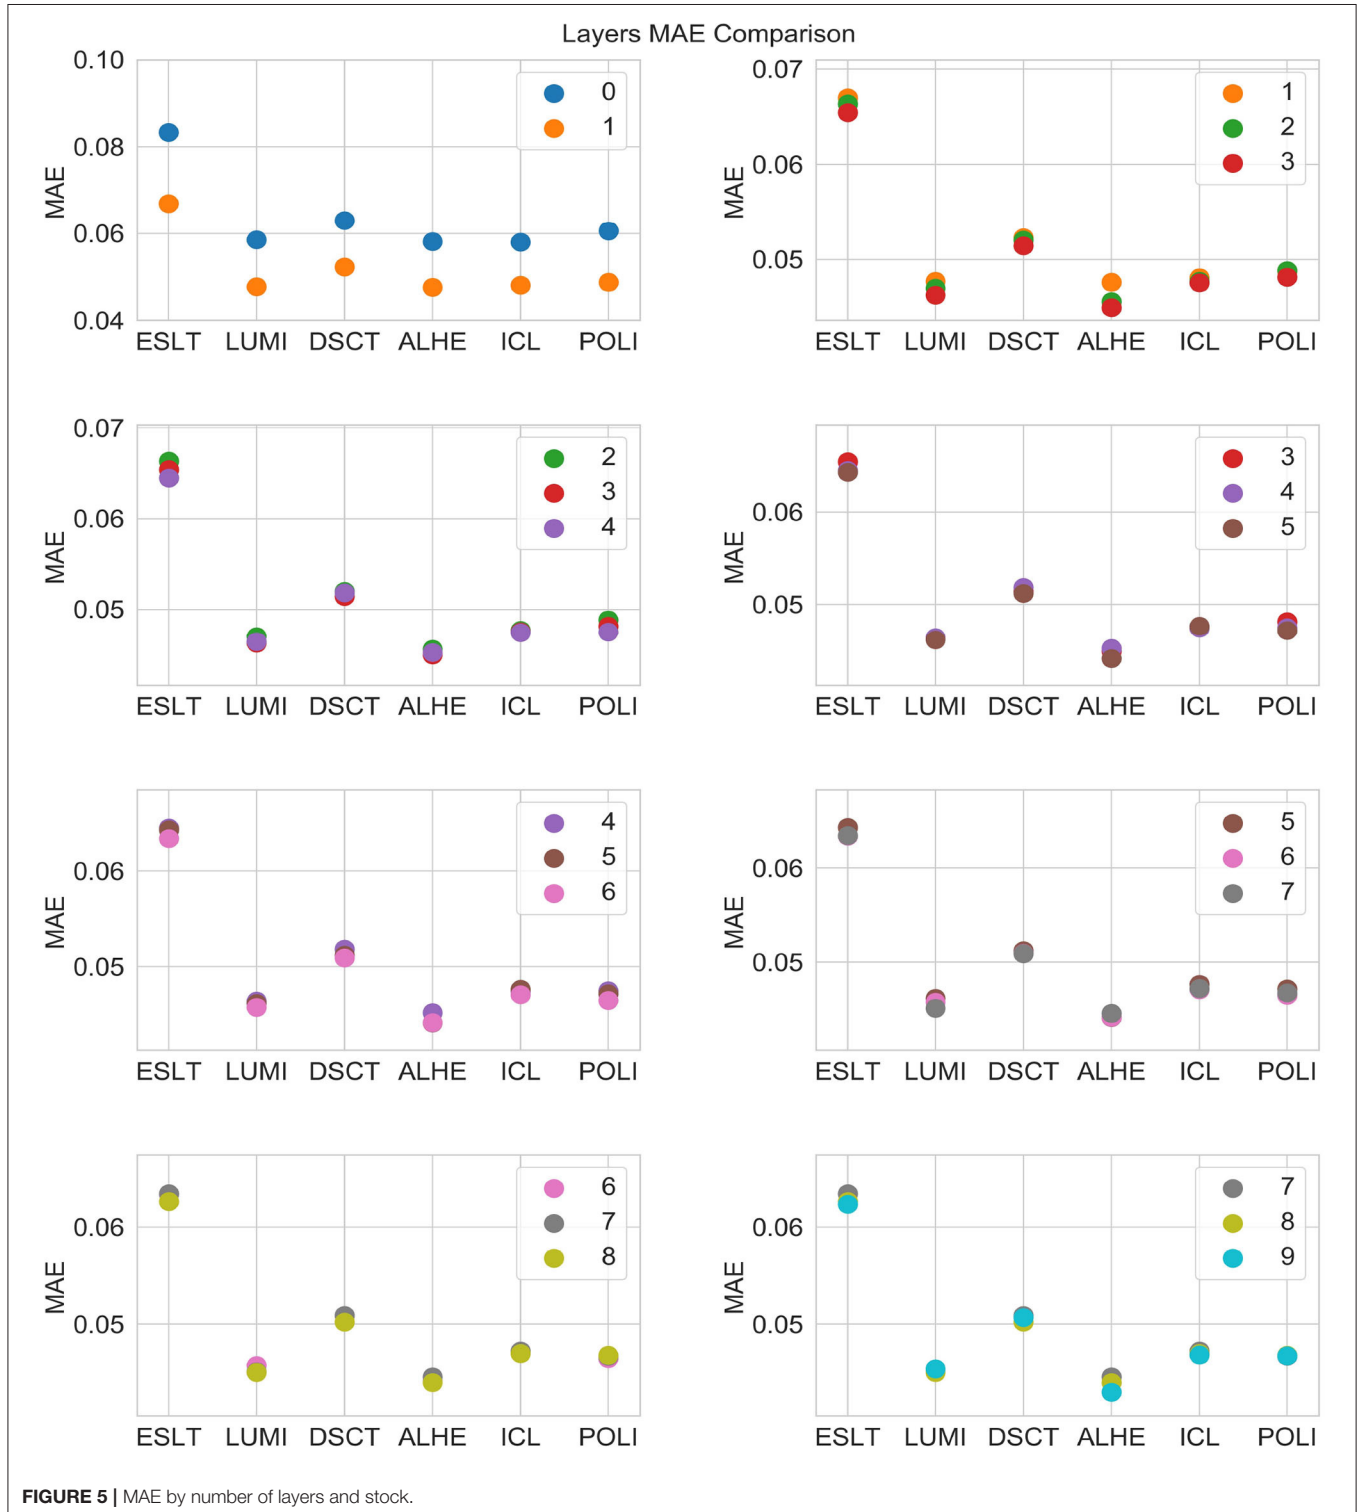 Layers MAE Comparison
0.10
0.08
0.06
0.04
MAE
0
1
ESLT LUMI DSCT ALHE ICL POLI
0.07
0.06
0.05
MAE
1
2
3
ESLT LUMI DSCT ALHE ICL POLI
0.07
0.06
0.05
MAE
2
3
4
ESLT LUMI DSCT ALHE ICL POLI
0.06
0.05
MAE
3
4
5
ESLT LUMI DSCT ALHE ICL POLI
0.06
0.05
MAE
4
5
6
ESLT LUMI DSCT ALHE ICL POLI
0.06
0.05
MAE
5
6
7
ESLT LUMI DSCT ALHE ICL POLI
0.06
0.05
MAE
6
7
8
ESLT LUMI DSCT ALHE ICL POLI
0.06
0.05
MAE
7
8
9
ESLT LUMI DSCT ALHE ICL POLI
FIGURE 5 | MAE by number of layers and stock.